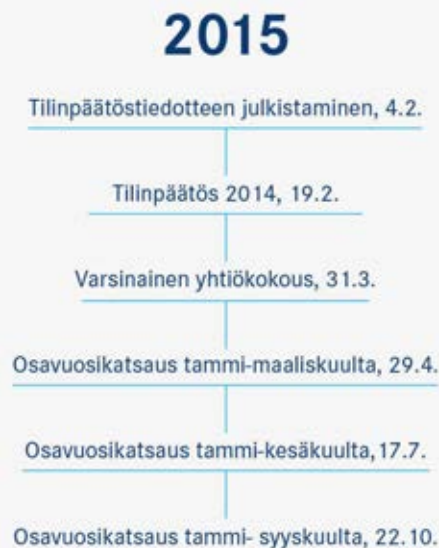 2015
Tilinpäätöstiedotteen julkistaminen, 4.2.
Tilinpäätös 2014, 19.2.
Varsinainen yhtiökokous, 31.3.
Osavuosikatsaus tammi-maaliskuulta, 29.4.
Osavuosikatsaus tammi-kesäkuulta, 17.7.
Osavuosikatsaus tammi- syyskuulta, 22.10.